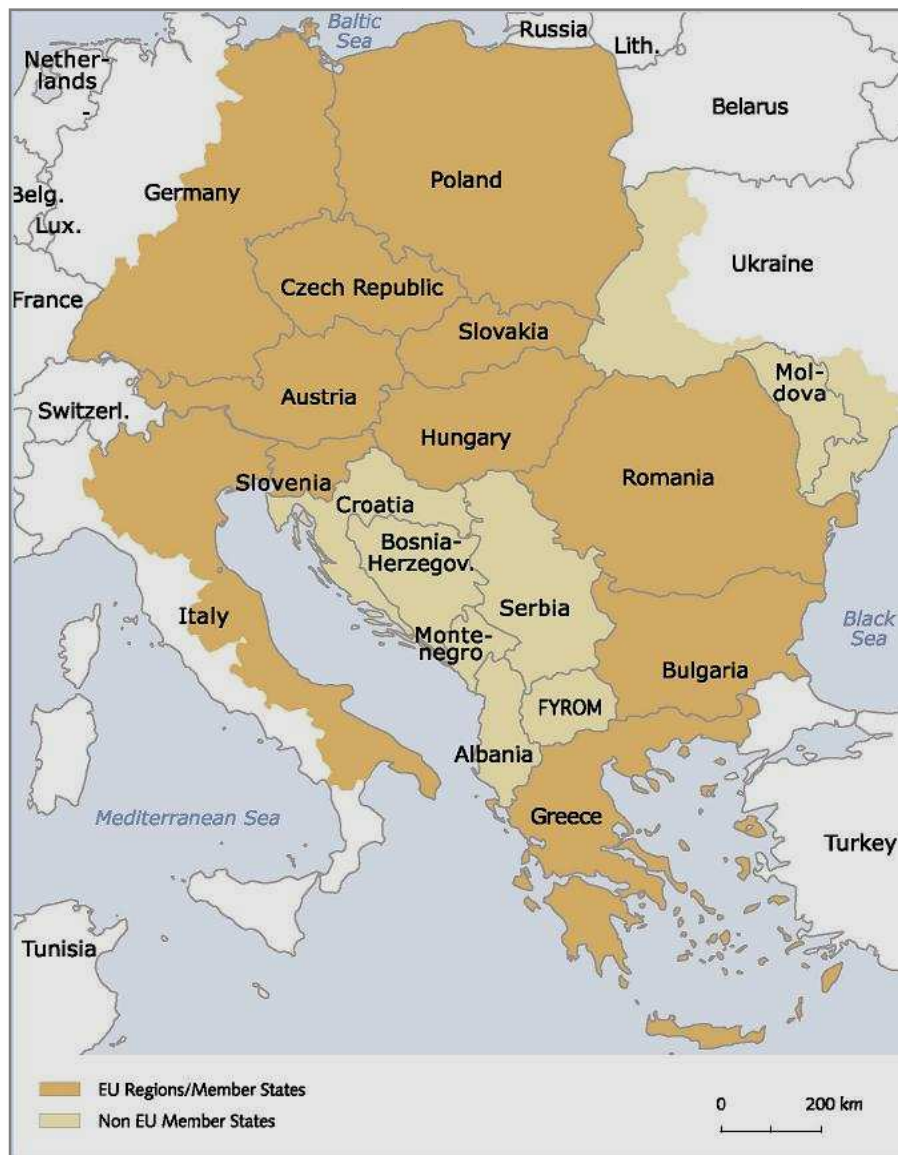 Baltic
Sea
Russia
Lith.
Nether-
lands
-
Belarus
Belg.
Germany
Poland
Lux.
Ukraine
Czech Republic
France
Slovakia
Mol-
dova
Austria
Switzerl.
Hungary
Romania
Slovenia
Croatia
Bosnia-
Herzegov.
Serbia
Italy
Black
Sea
Monte-
negro
Bulgaria
FYROM
Albania
Mediterranean Sea
Greece
Turkey
Tunisia
EU Regions/Member States
Non EU Member States
0 200 km